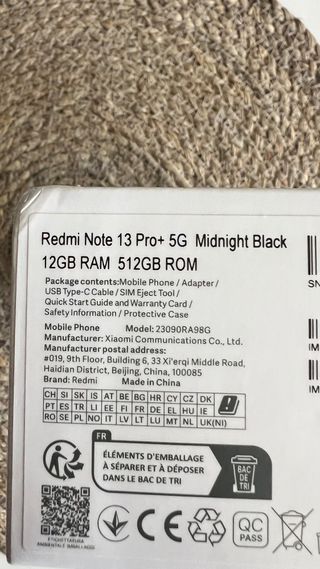 Redmi Note 13 Pro+ 5G Midnight Black
12GB RAM 512GB ROM
Package contents:Mobile Phone / Adapter /
USB Type-C Cable / SIM Eject Tool /
Quick Start Guide and Warranty Card /
Safety Information / Protective Case
Mobile Phone Model: 23090RA98G
Manufacturer: Xiaomi Communications Co., Ltd.
Manufacturer postal address:
#019, 9th Floor, Building 6, 33 Xi'erqi Middle Road,
Haidian District, Beijing, China, 100085
Brand: Redmi Made in China
CH SI SK IS AT BE BG HR CY CZ DK
PT ES TR LI EE FI FR DE EL HU IE
RO SE PL NO IT LV LT LU MT NL UK(NI)
FR
ÉLÉMENTS D'EMBALLAGE
À SÉPARER ET À DÉPOSER
DANS LE BAC DE TRI
BAC
DE
TRI
ETICHETTATURA
AMBIENTALE IMBALLAGGI
CE
QC
PASS
SN
IM
IM